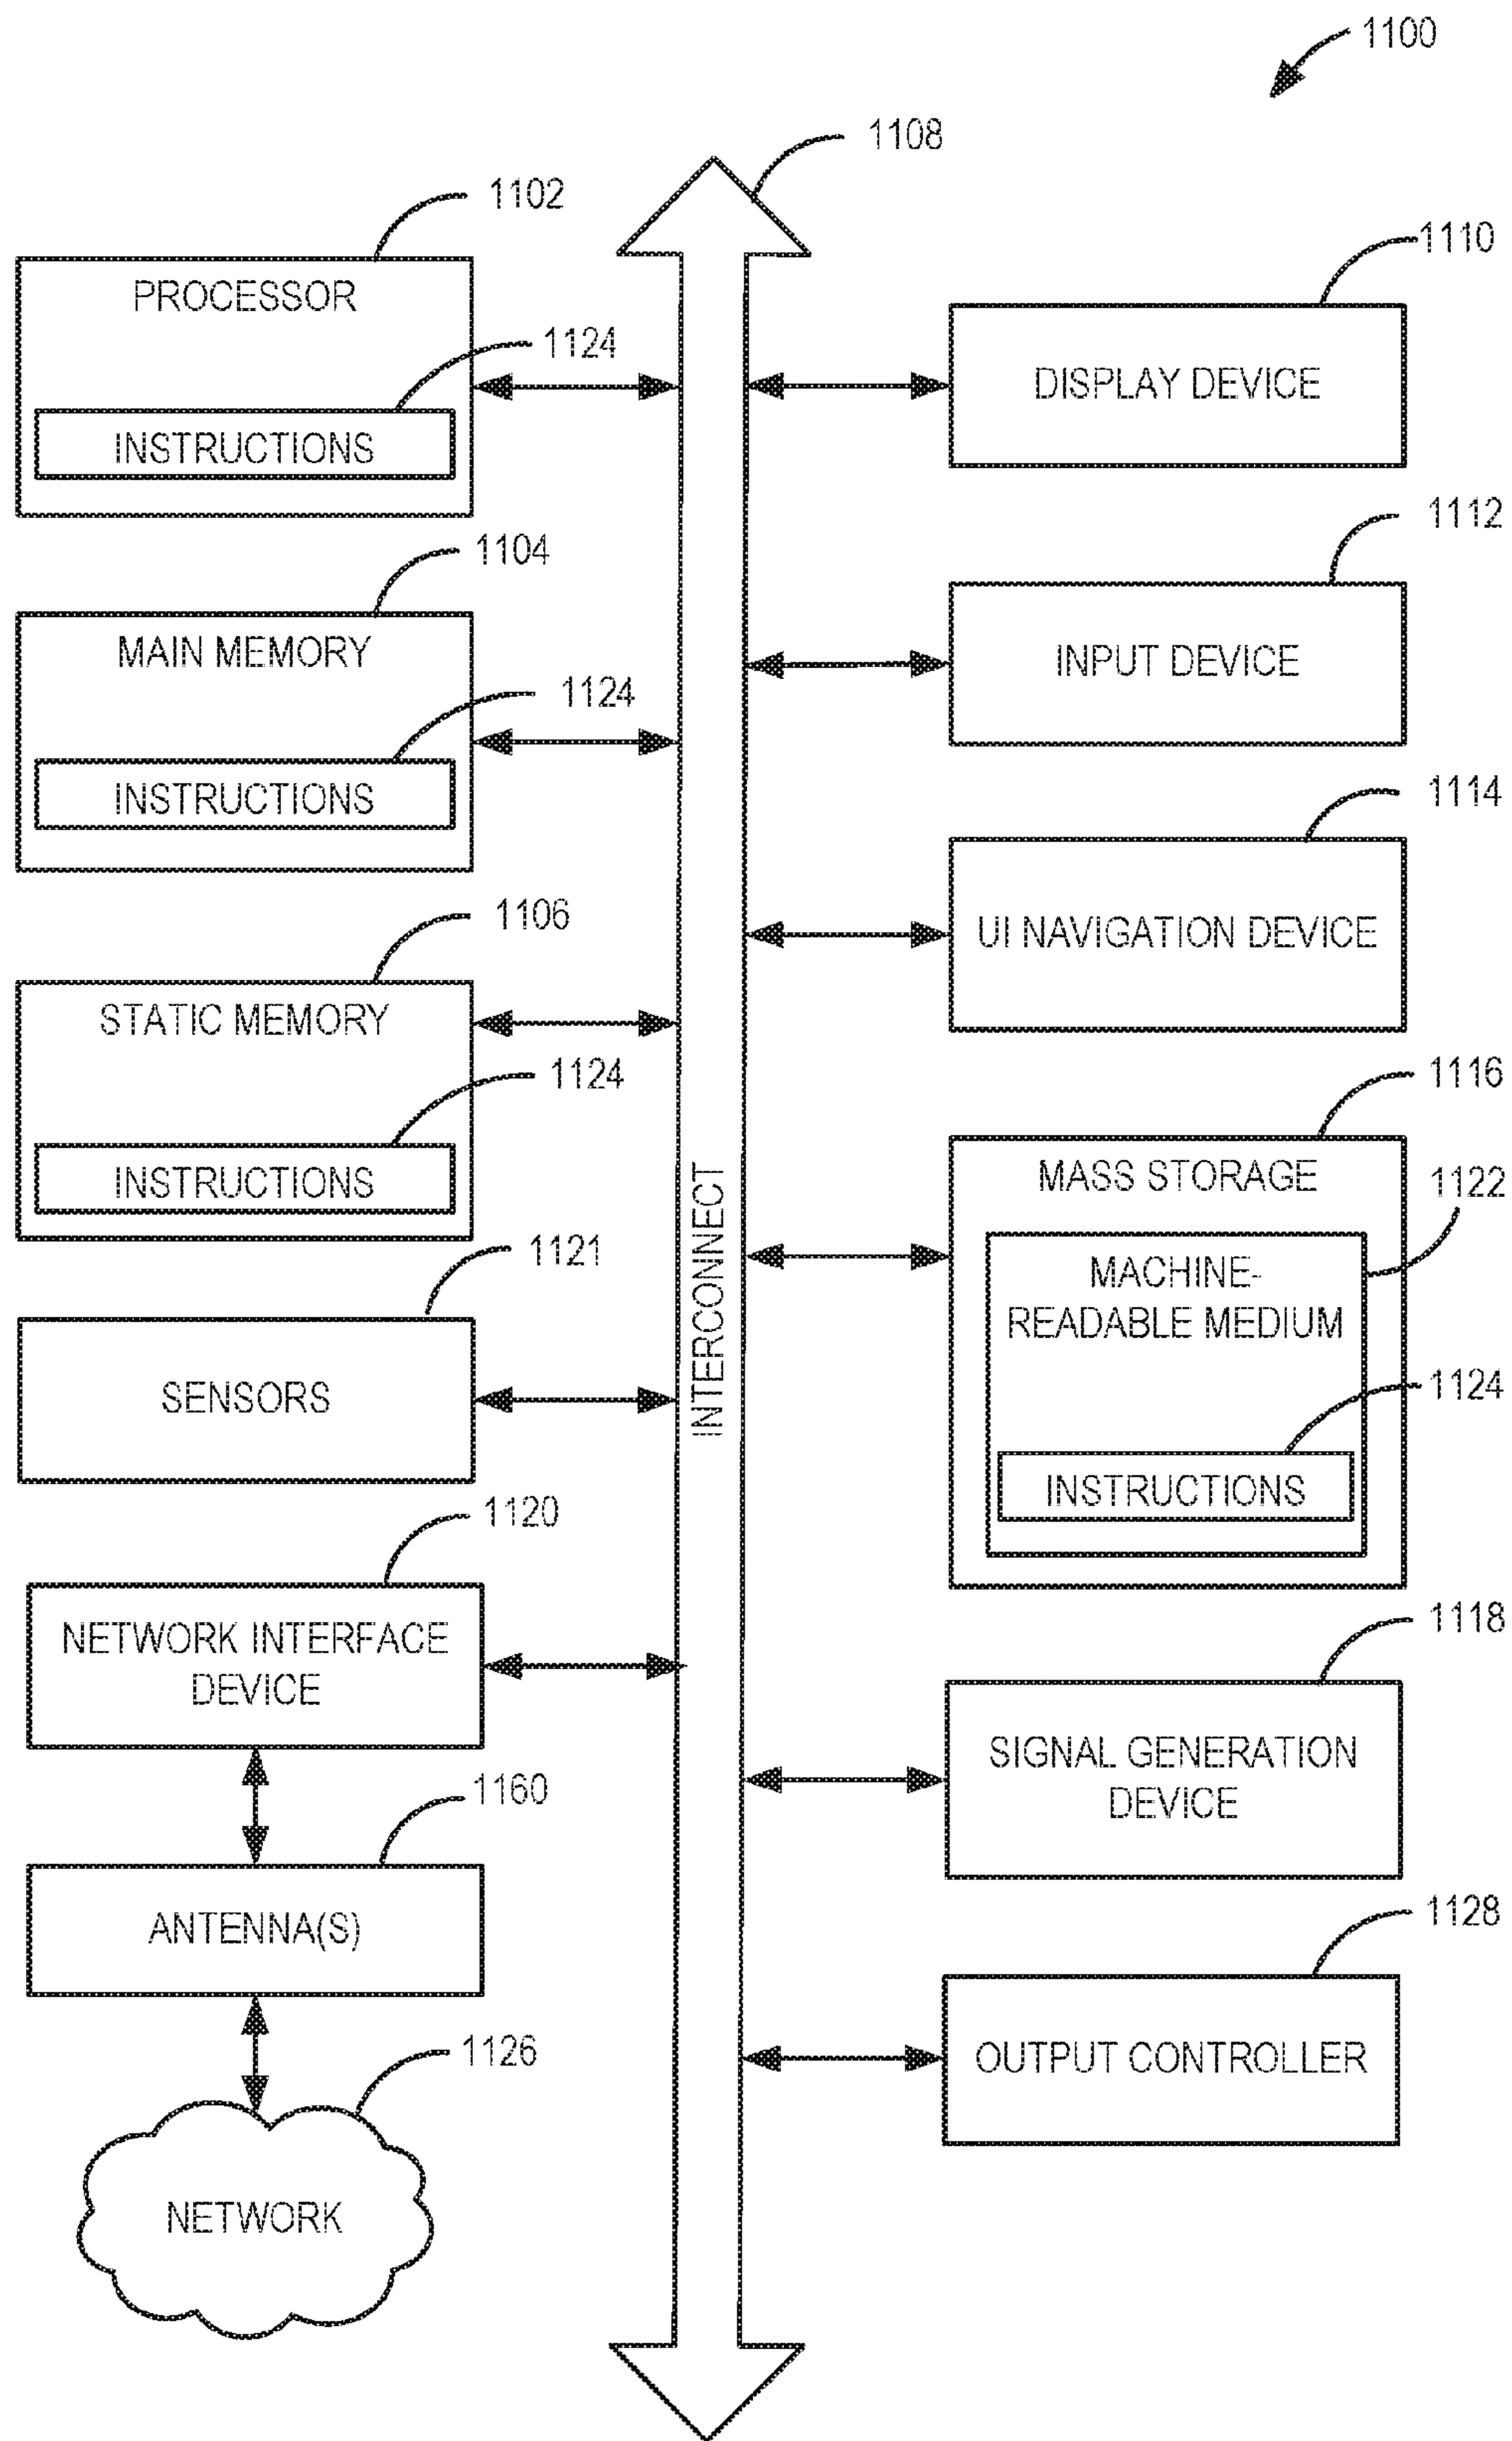 1100
1108
1102
PROCESSOR
1124
INSTRUCTIONS
1104
MAIN MEMORY
1124
INSTRUCTIONS
1106
STATIC MEMORY
1124
INSTRUCTIONS
1121
SENSORS
1120
NETWORK INTERFACE
DEVICE
1160
ANTENNA(S)
1126
NETWORK
INTERCONNECT
1110
DISPLAY DEVICE
1112
INPUT DEVICE
1114
UI NAVIGATION DEVICE
1116
MASS STORAGE
1122
MACHINE-
READABLE MEDIUM
1124
INSTRUCTIONS
1118
SIGNAL GENERATION
DEVICE
1128
OUTPUT CONTROLLER